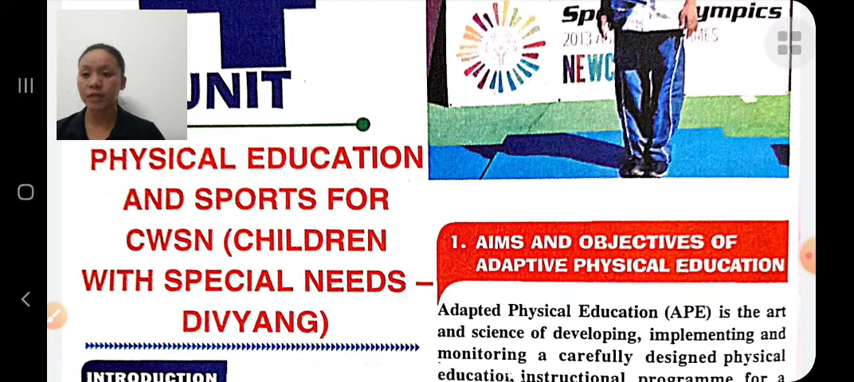 UNIT
PHYSICAL EDUCATION
AND SPORTS FOR
CWSN (CHILDREN
WITH SPECIAL NEEDS –
DIVYANG)
INTRODUCTION
2013
NEWC
1. AIMS AND OBJECTIVES OF
ADAPTIVE PHYSICAL EDUCATION
Adapted Physical Education (APE) is the art
and science of developing, implementing and
monitoring a carefully designed physical
education instructional programme for a